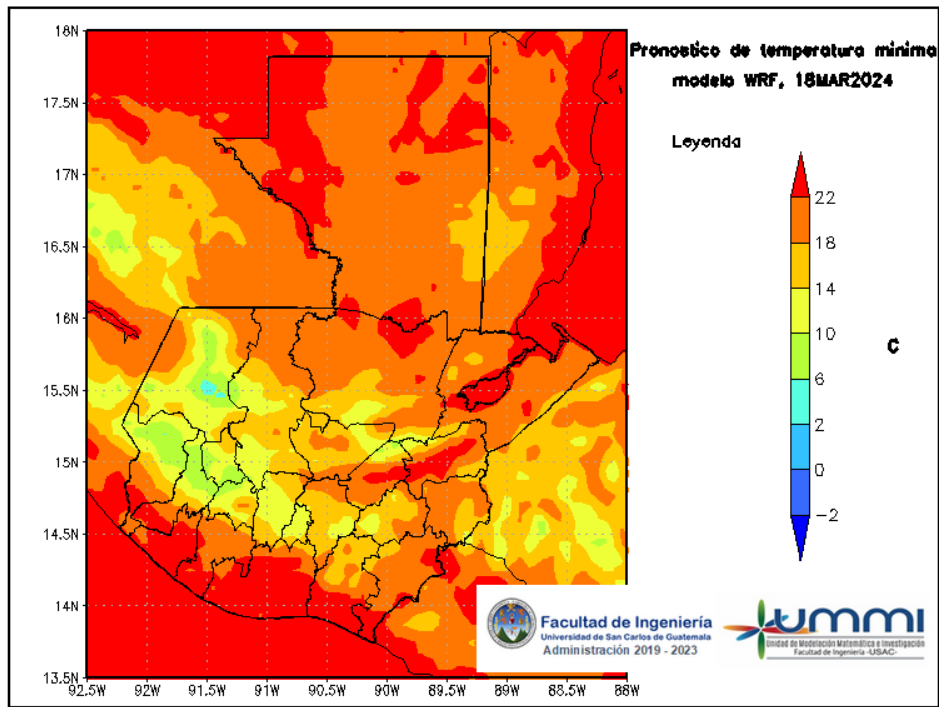 Pronostico de temperatura minima
modelo WRF, 18MAR2024
Leyenda
22
18
14
10
6
2
0
−2
C
18N
17.5N
17N
16.5N
16N
15.5N
15N
14.5N
14N
13.5N
92.5W 92W 91.5W 91W 90.5W 90W 89.5W 89W 88.5W 88W
Facultad de Ingeniería
Universidad de San Carlos de Guatemala
Administración 2019 - 2023
ummi
Unidad de Modelación Matemática e Investigación
Facultad de Ingeniería -USAC-